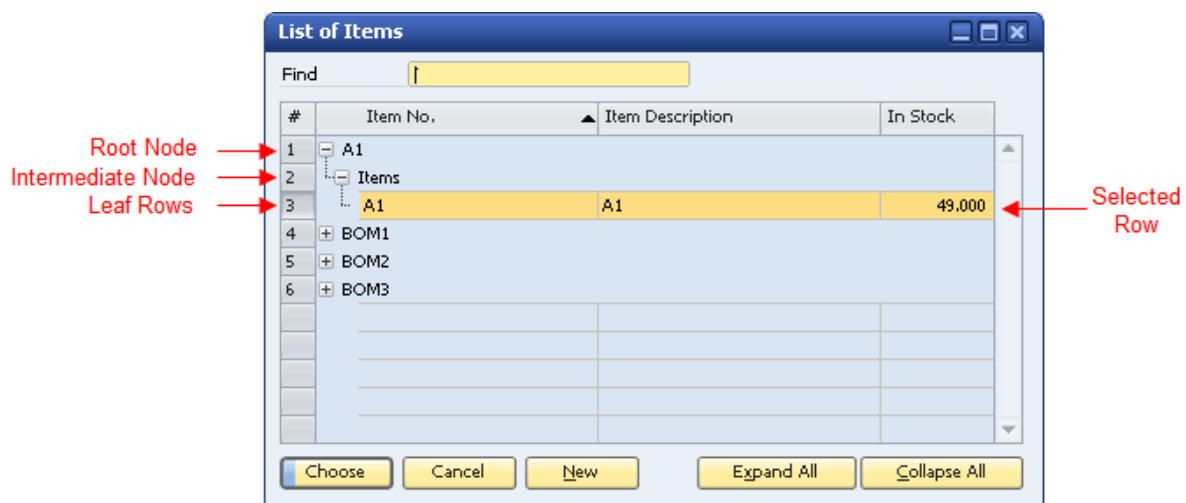 List of Items
Find
# Item No. Item Description In Stock
Root Node 1 A1
Intermediate Node 2 Items
Leaf Rows 3 A1 A1 49.000 Selected Row
4 BOM1
5 BOM2
6 BOM3
Choose Cancel New Expand All Collapse All